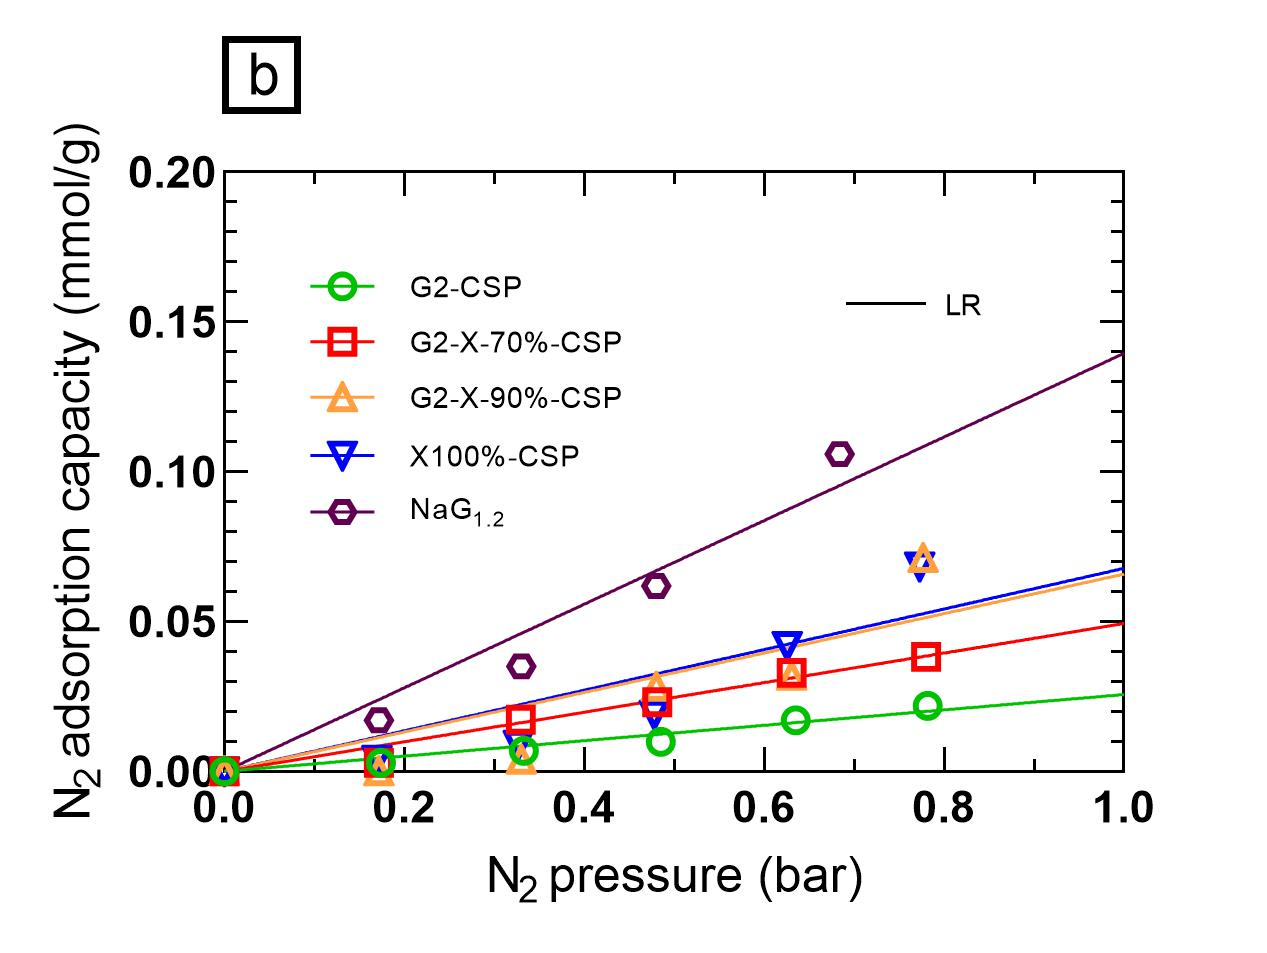 b
N2 adsorption capacity (mmol/g)
0.20
0.15
0.10
0.05
0.00
G2-CSP
G2-X-70%-CSP
G2-X-90%-CSP
X100%-CSP
NaG1.2
LR
0.0 0.2 0.4 0.6 0.8 1.0
N2 pressure (bar)